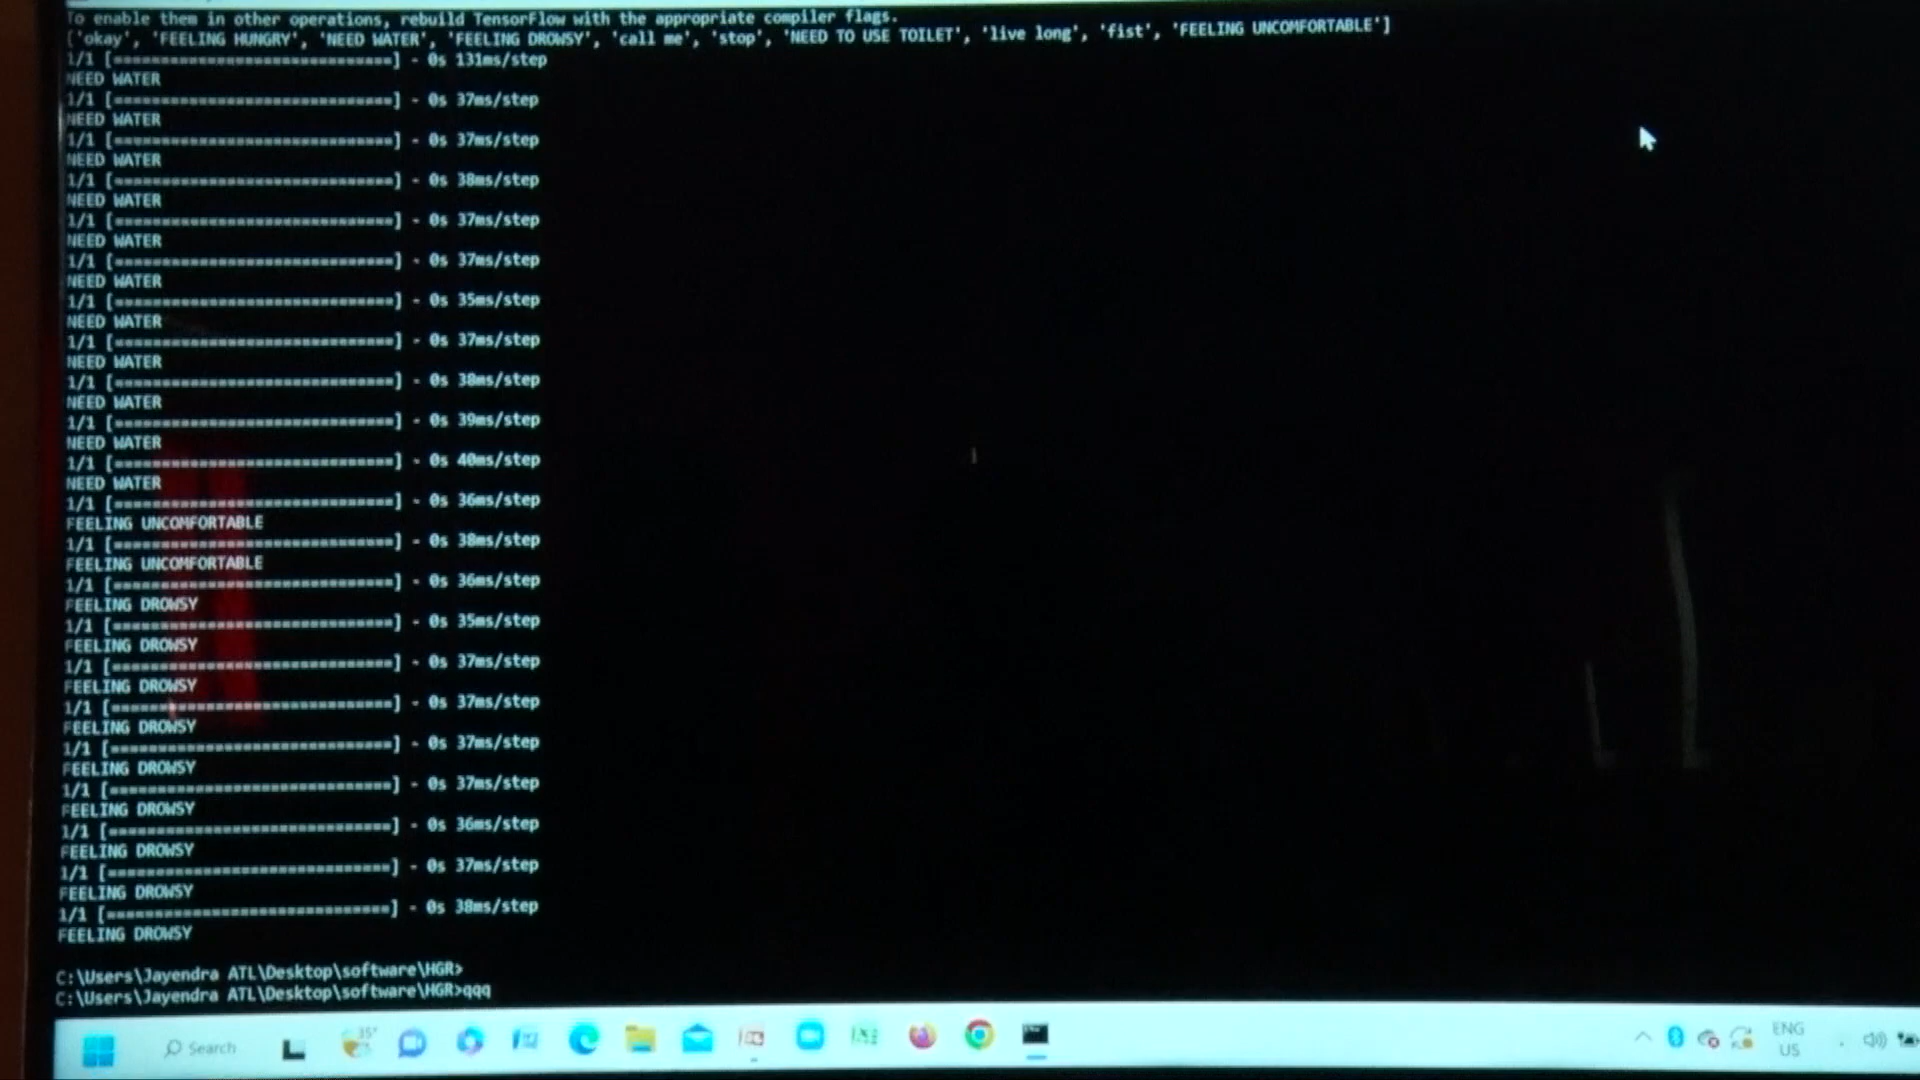 To enable them in other operations, rebuild TensorFlow with the appropriate compiler flags.
['okay', 'FEELING HUNGRY', 'NEED WATER', 'FEELING DROWSY', 'call me', 'stop', 'NEED TO USE TOILET', 'live long', 'fist', 'FEELING UNCOMFORTABLE']
1/1 [==============================] - 0s 131ms/step
NEED WATER
1/1 [==============================] - 0s 37ms/step
NEED WATER
1/1 [==============================] - 0s 37ms/step
NEED WATER
1/1 [==============================] - 0s 38ms/step
NEED WATER
1/1 [==============================] - 0s 37ms/step
NEED WATER
1/1 [==============================] - 0s 37ms/step
NEED WATER
1/1 [==============================] - 0s 35ms/step
NEED WATER
1/1 [==============================] - 0s 37ms/step
NEED WATER
1/1 [==============================] - 0s 38ms/step
NEED WATER
1/1 [==============================] - 0s 39ms/step
NEED WATER
1/1 [==============================] - 0s 40ms/step
NEED WATER
1/1 [==============================] - 0s 36ms/step
FEELING UNCOMFORTABLE
1/1 [==============================] - 0s 38ms/step
FEELING UNCOMFORTABLE
1/1 [==============================] - 0s 36ms/step
FEELING DROWSY
1/1 [==============================] - 0s 35ms/step
FEELING DROWSY
1/1 [==============================] - 0s 37ms/step
FEELING DROWSY
1/1 [==============================] - 0s 37ms/step
FEELING DROWSY
1/1 [==============================] - 0s 37ms/step
FEELING DROWSY
1/1 [==============================] - 0s 37ms/step
FEELING DROWSY
1/1 [==============================] - 0s 36ms/step
FEELING DROWSY
1/1 [==============================] - 0s 37ms/step
FEELING DROWSY
1/1 [==============================] - 0s 38ms/step
FEELING DROWSY
C:\Users\Jayendra ATL\Desktop\software\HGR>
C:\Users\Jayendra ATL\Desktop\software\HGR>qqq
Search
35°
ENG
US